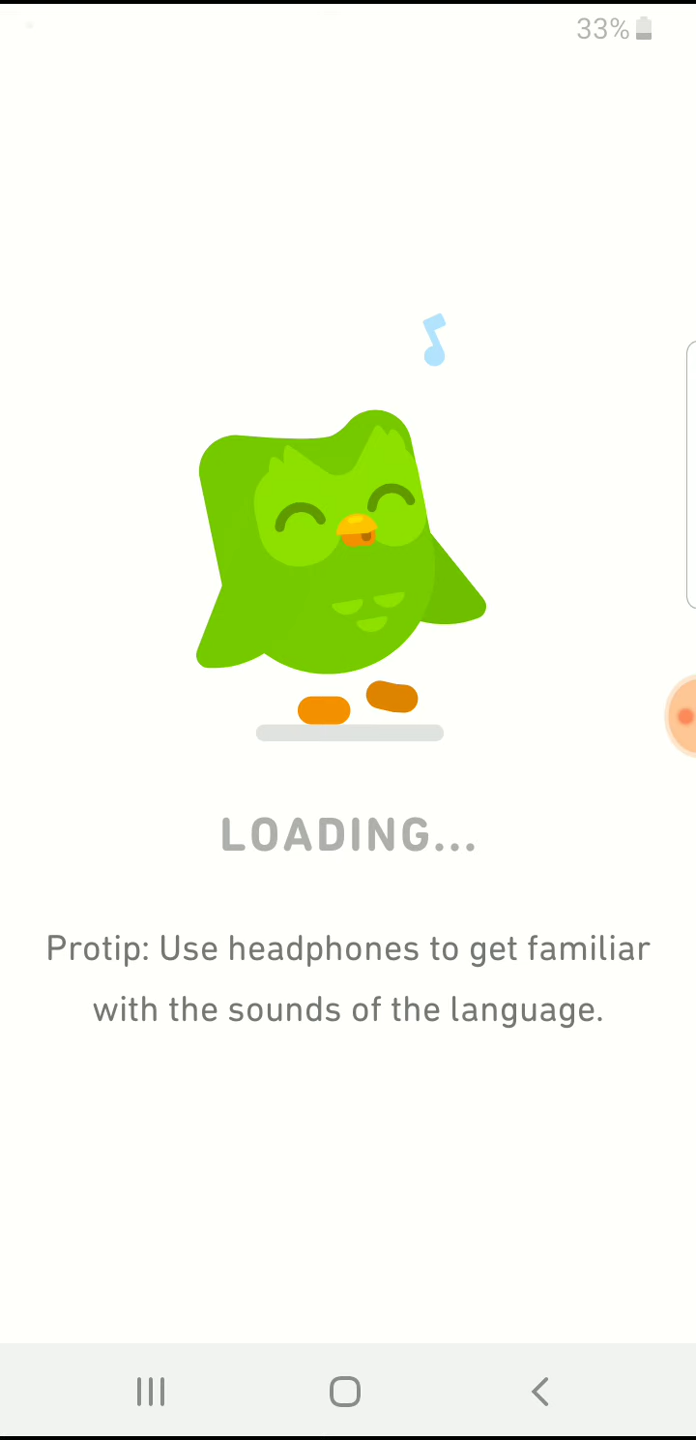 33%
LOADING...
Protip: Use headphones to get familiar
with the sounds of the language.